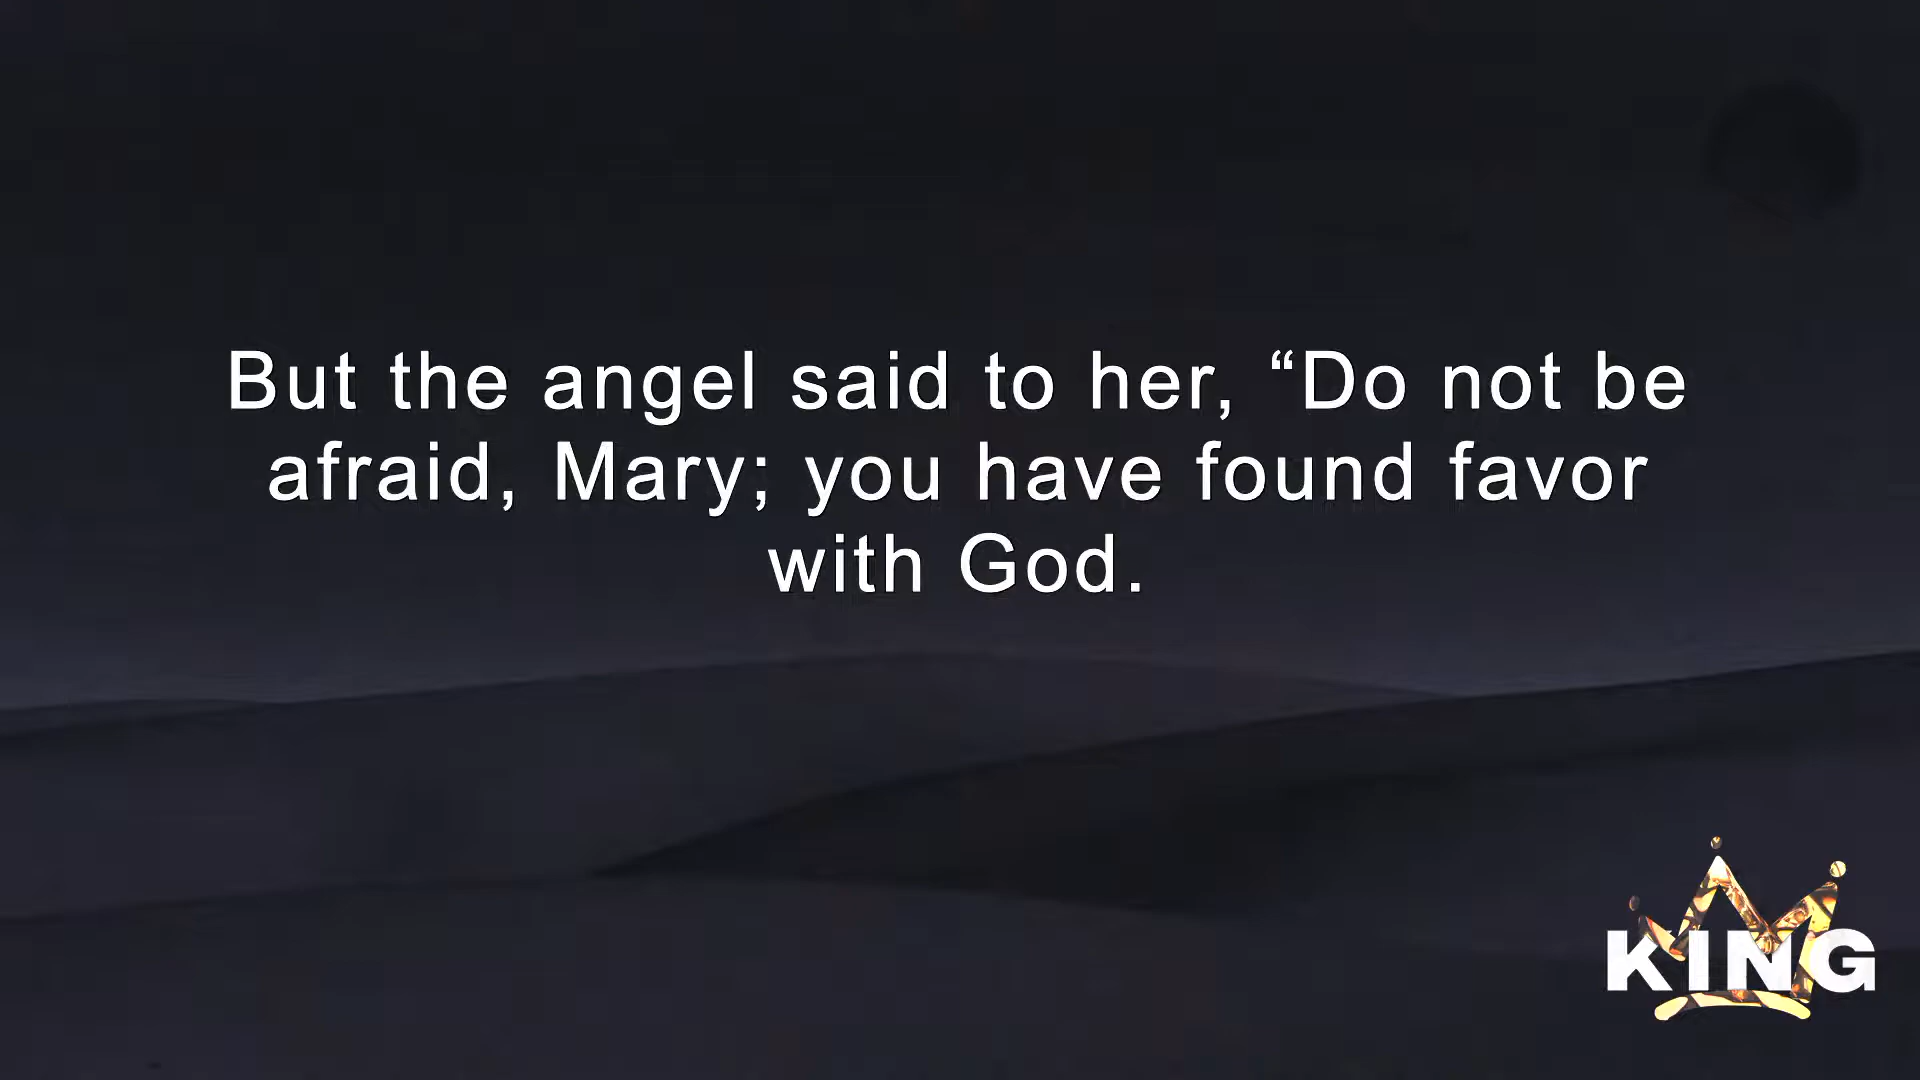 But the angel said to her, “Do not be
afraid, Mary; you have found favor
with God.
KING